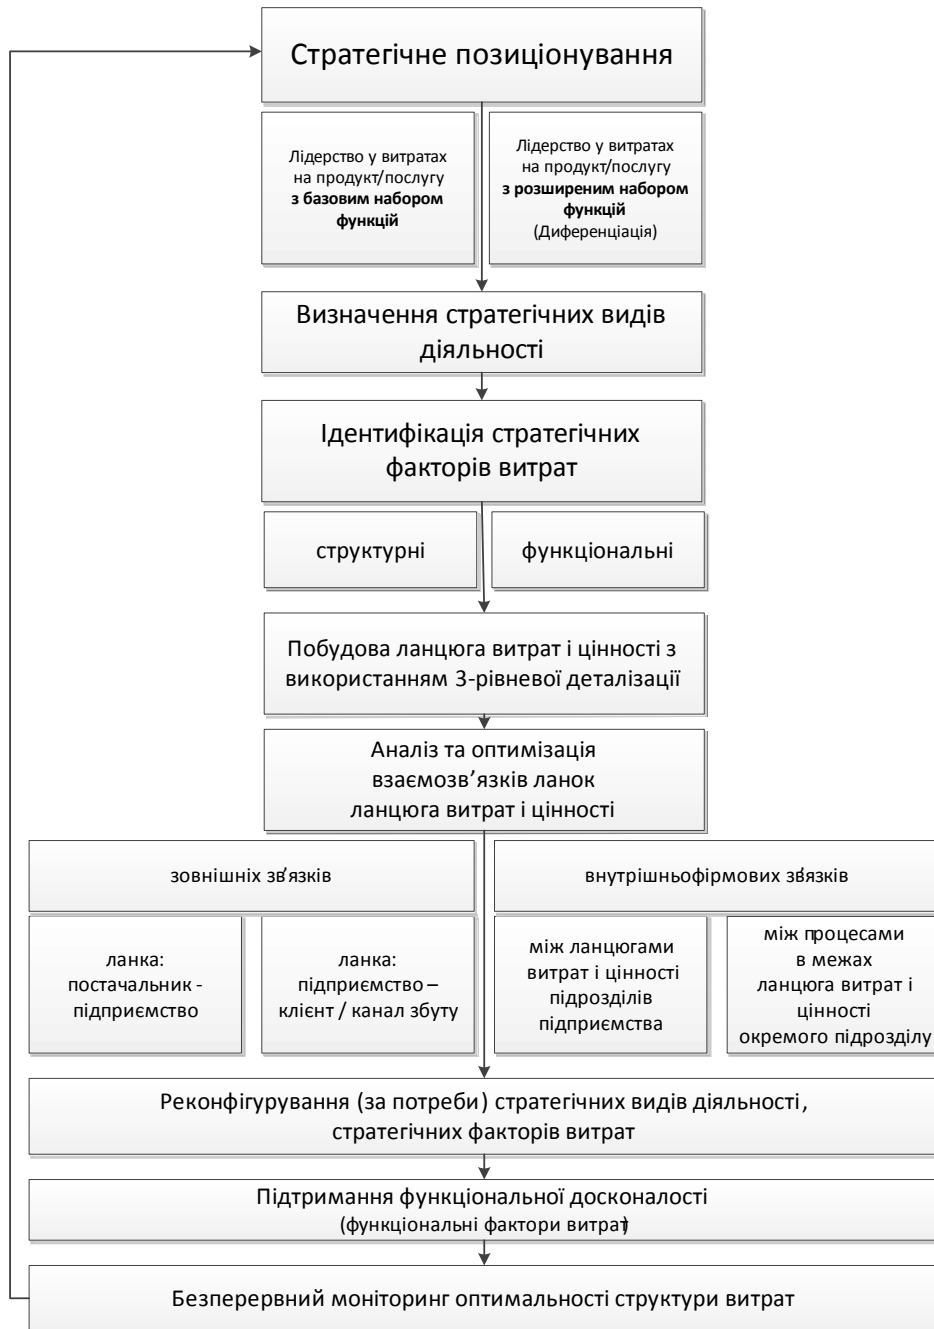 Стратегічне позиціонування
Лідерство у витратах
на продукт/послугу
з базовим набором
функцій
Лідерство у витратах
на продукт/послугу
з розширеним набором
функцій
(Диференціація)
Визначення стратегічних видів
діяльності
Ідентифікація стратегічних
факторів витрат
структурні
функціональні
Побудова ланцюга витрат і цінності з
використанням 3-рівневої деталізації
Аналіз та оптимізація
взаємозв’язків ланок
ланцюга витрат і цінності
зовнішніх зв’язків
внутрішньофірмових зв’язків
ланка:
постачальник -
підприємство
ланка:
підприємство –
клієнт / канал збуту
між ланцюгами
витрат і цінності
підрозділів
підприємства
між процесами
в межах
ланцюга витрат і
цінності
окремого підрозділу
Реконфігурування (за потреби) стратегічних видів діяльності,
стратегічних факторів витрат
Підтримання функціональної досконалості
(функціональні фактори витрат)
Безперервний моніторинг оптимальності структури витрат